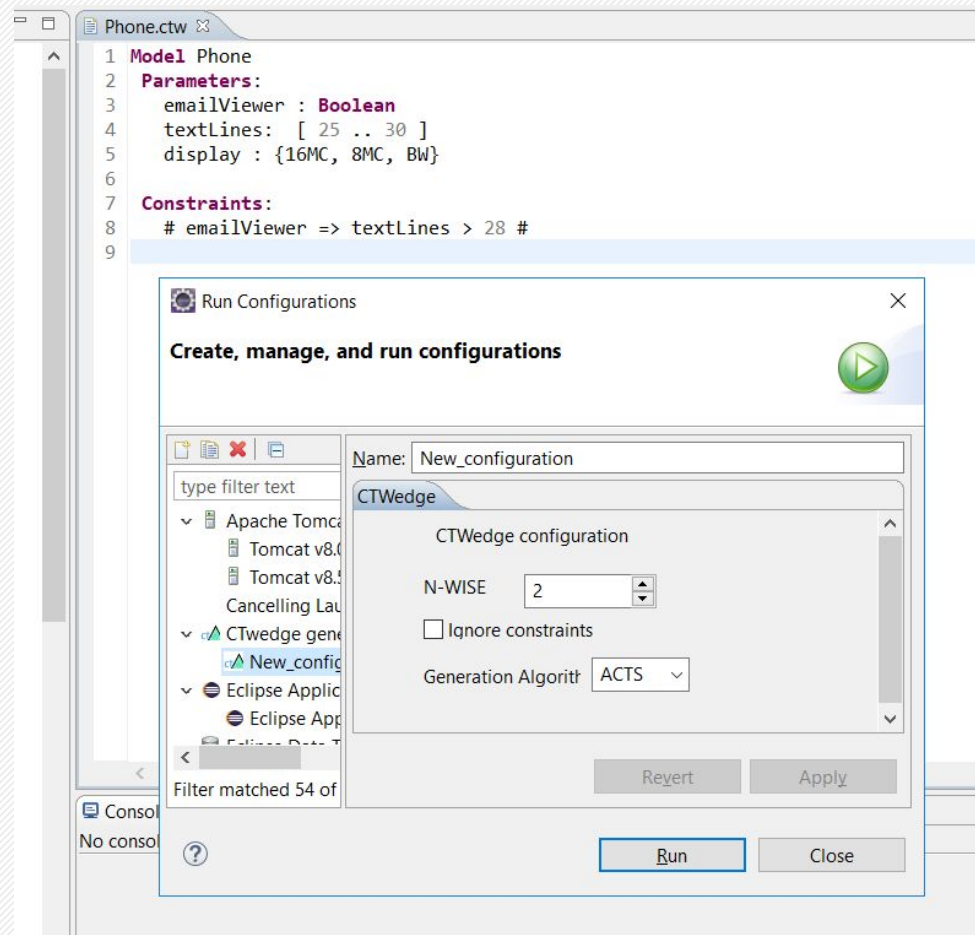 Phone.ctw
1 Model Phone
2 Parameters:
3 emailViewer : Boolean
4 textLines: [ 25 .. 30 ]
5 display : {16MC, 8MC, BW}
6
7 Constraints:
8 # emailViewer => textLines > 28 #
9
Run Configurations
Create, manage, and run configurations
type filter text
Apache Tomca
Tomcat v8.0
Tomcat v8.5
Cancelling Lau
CTwedge gene
New_config
Eclipse Applic
Eclipse App
Filter matched 54 of
Name: New_configuration
CTWedge
CTWedge configuration
N-WISE 2
Ignore constraints
Generation Algorith ACTS
Revert Apply
Consol
No consol
Run Close